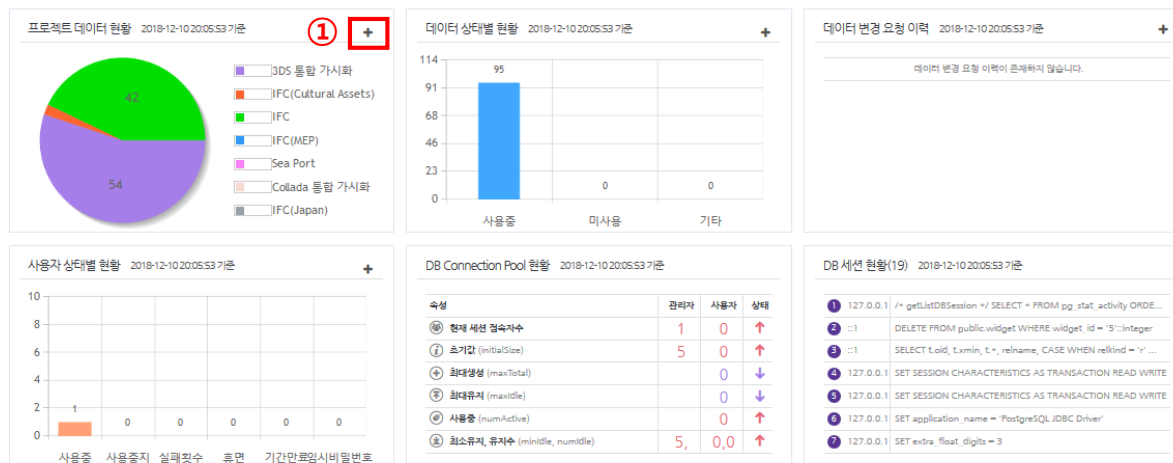 프로젝트 데이터 현황 2018-12-10 20:05:53 기준
① +
42
54
3DS 통합 가시화
IFC(Cultural Assets)
IFC
IFC(MEP)
Sea Port
Collada 통합 가시화
IFC(Japan)
데이터 상태별 현황 2018-12-10 20:05:53 기준 +
114
91
68
46
23
0
95
0
0
사용중 미사용 기타
데이터 변경 요청 이력 2018-12-10 20:05:53 기준 +
데이터 변경 요청 이력이 존재하지 않습니다.
사용자 상태별 현황 2018-12-10 20:05:53 기준 +
10
8
6
4
2
0
1 0 0 0 0 0
사용중 사용중지 실패횟수 휴면 기간만료 임시비밀번호
DB Connection Pool 현황 2018-12-10 20:05:53 기준
속성 관리자 사용자 상태
현재 세션 접속자수 1 0 ↑
초기값 (initialSize) 5 0 ↑
최대생성 (maxTotal) 0 ↓
최대유지 (maxIdle) 0 ↓
사용중 (numActive) 0 ↑
최소유지, 유지수 (minIdle, numIdle) 5, 0,0 ↑
DB 세션 현황(19) 2018-12-10 20:05:53 기준
1 127.0.0.1 /* getListDBSession */ SELECT * FROM pg_stat_activity ORDE...
2 ::1 DELETE FROM public.widget WHERE widget_id = '5'::integer
3 ::1 SELECT t.oid, t.xmin, t.*, relname, CASE WHEN relkind = 'r' ...
4 127.0.0.1 SET SESSION CHARACTERISTICS AS TRANSACTION READ WRITE
5 127.0.0.1 SET SESSION CHARACTERISTICS AS TRANSACTION READ WRITE
6 127.0.0.1 SET application_name = 'PostgreSQL JDBC Driver'
7 127.0.0.1 SET extra_float_digits = 3